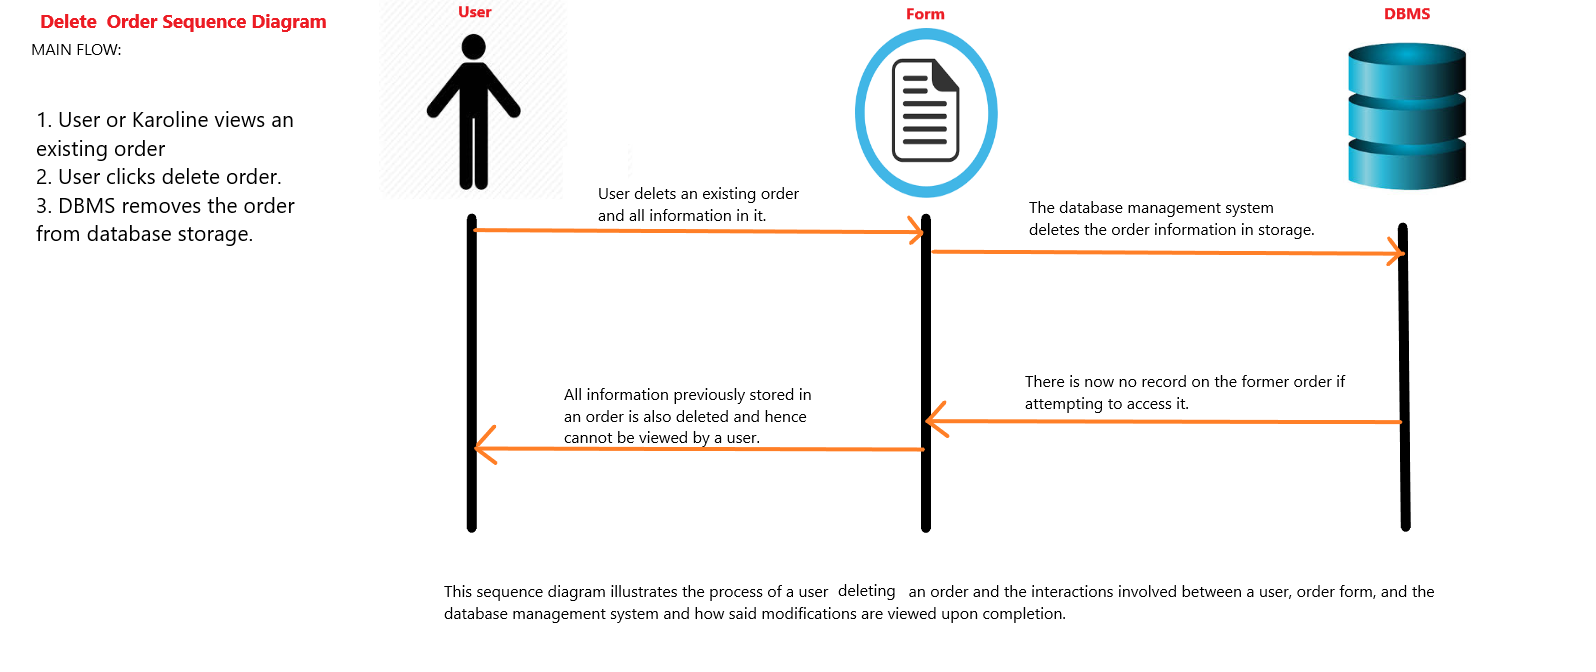 Delete  Order Sequence Diagram
MAIN FLOW:
1. User or Karoline views an
existing order
2. User clicks delete order.
3. DBMS removes the order
from database storage.
User
Form
DBMS
User delets an existing order
and all information in it.
The database management system
deletes the order information in storage.
There is now no record on the former order if
attempting to access it.
All information previously stored in
an order is also deleted and hence
cannot be viewed by a user.
This sequence diagram illustrates the process of a user  deleting  an order and the interactions involved between a user, order form, and the
database management system and how said modifications are viewed upon completion.